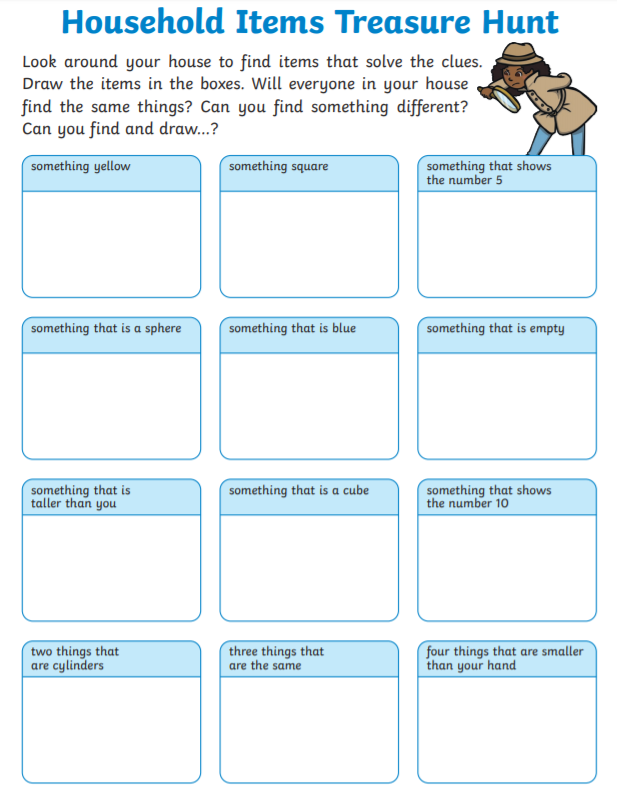 Household Items Treasure Hunt
Look around your house to find items that solve the clues.
Draw the items in the boxes. Will everyone in your house
find the same things? Can you find something different?
Can you find and draw...?
something yellow
something square
something that shows
the number 5
something that is a sphere
something that is blue
something that is empty
something that is
taller than you
something that is a cube
something that shows
the number 10
two things that
are cylinders
three things that
are the same
four things that are smaller
than your hand